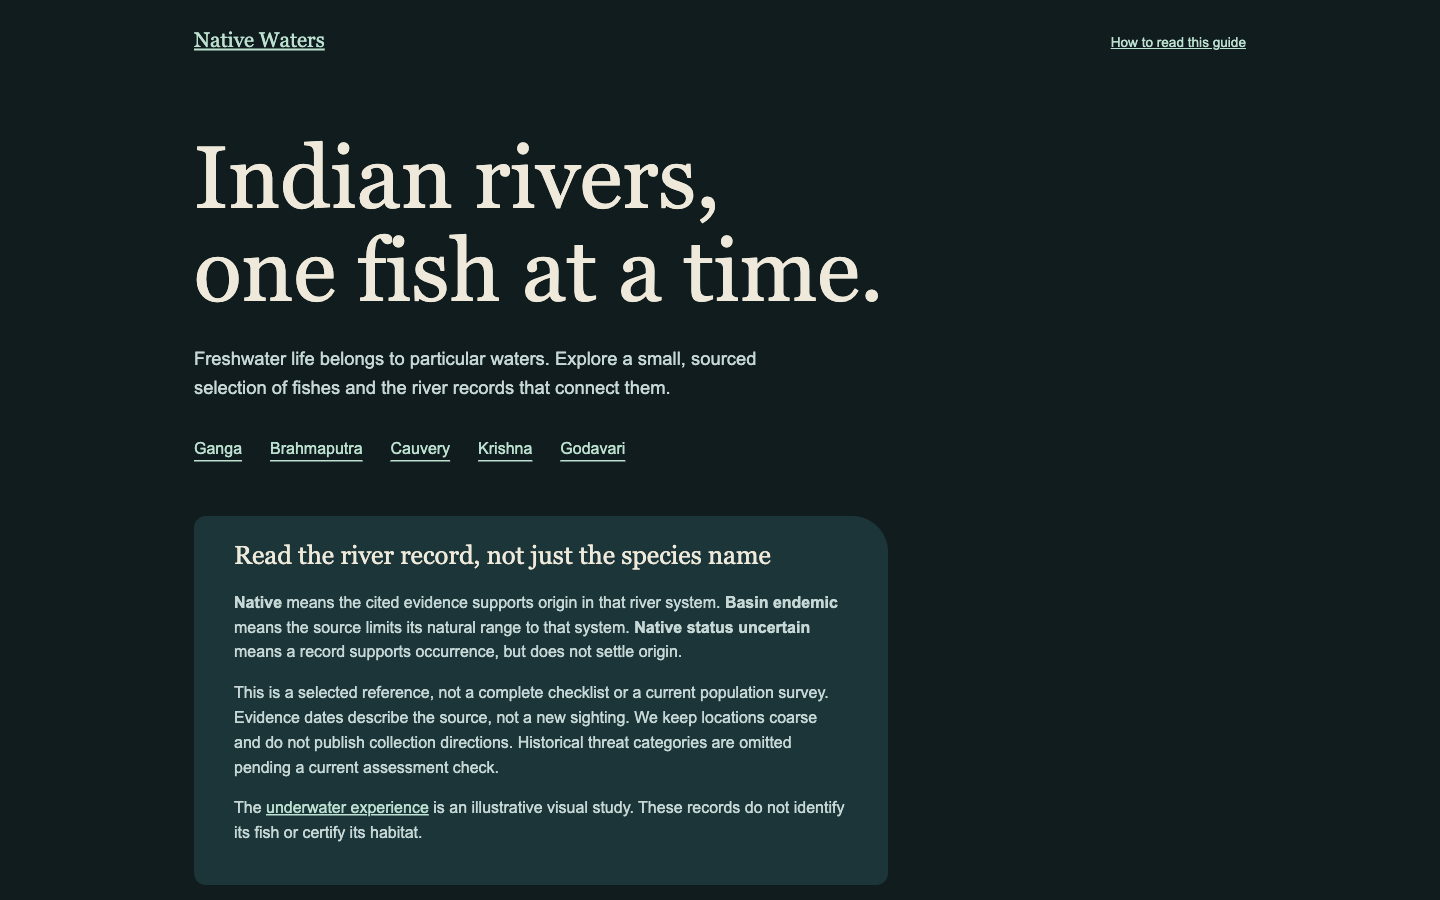 Native Waters
How to read this guide
Indian rivers,
one fish at a time.
Freshwater life belongs to particular waters. Explore a small, sourced
selection of fishes and the river records that connect them.
Ganga Brahmaputra Cauvery Krishna Godavari
Read the river record, not just the species name
Native means the cited evidence supports origin in that river system. Basin endemic
means the source limits its natural range to that system. Native status uncertain
means a record supports occurrence, but does not settle origin.
This is a selected reference, not a complete checklist or a current population survey.
Evidence dates describe the source, not a new sighting. We keep locations coarse
and do not publish collection directions. Historical threat categories are omitted
pending a current assessment check.
The underwater experience is an illustrative visual study. These records do not identify
its fish or certify its habitat.